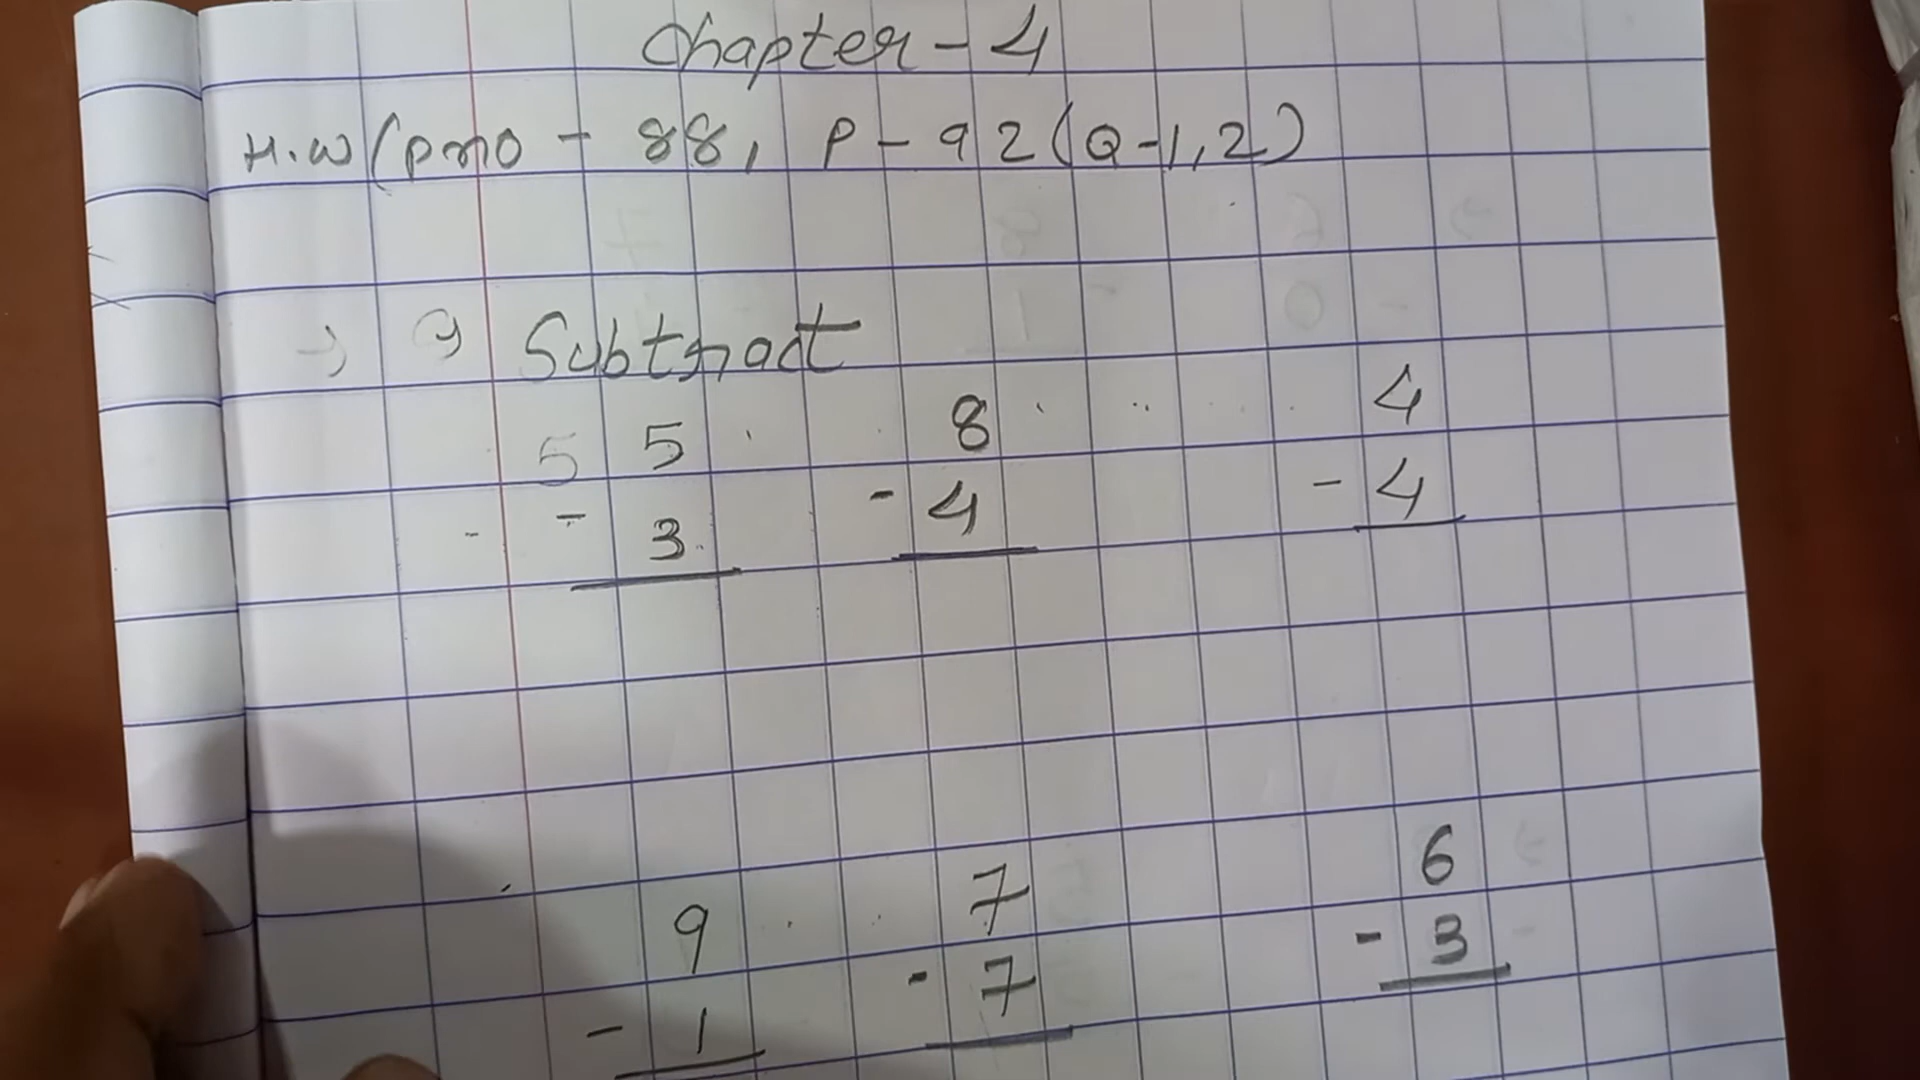 Chapter - 4
H.W (PNO - 88, P - 92 (Q-1,2)
Subtract
5 8 4
- 3 - 4 - 4
9 7 6
- 1 - 7 - 3